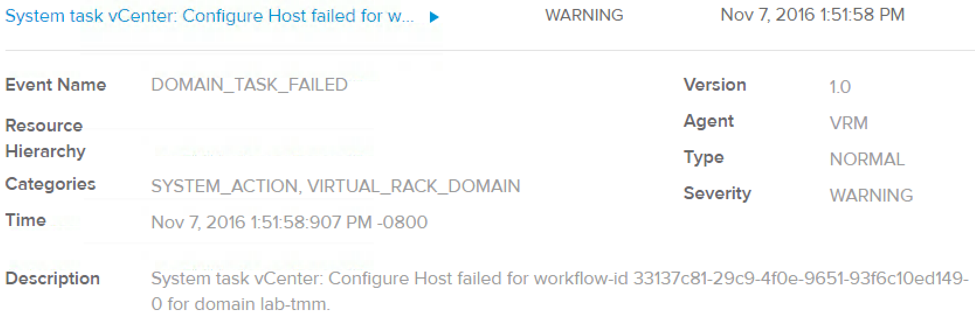 System task vCenter: Configure Host failed for w... WARNING Nov 7, 2016 1:51:58 PM
Event Name DOMAIN_TASK_FAILED Version 1.0
Resource Hierarchy Agent VRM
Type NORMAL
Categories SYSTEM_ACTION, VIRTUAL_RACK_DOMAIN Severity WARNING
Time Nov 7, 2016 1:51:58:907 PM -0800
Description System task vCenter: Configure Host failed for workflow-id 33137c81-29c9-4f0e-9651-93f6c10ed149-
0 for domain lab-tmm.